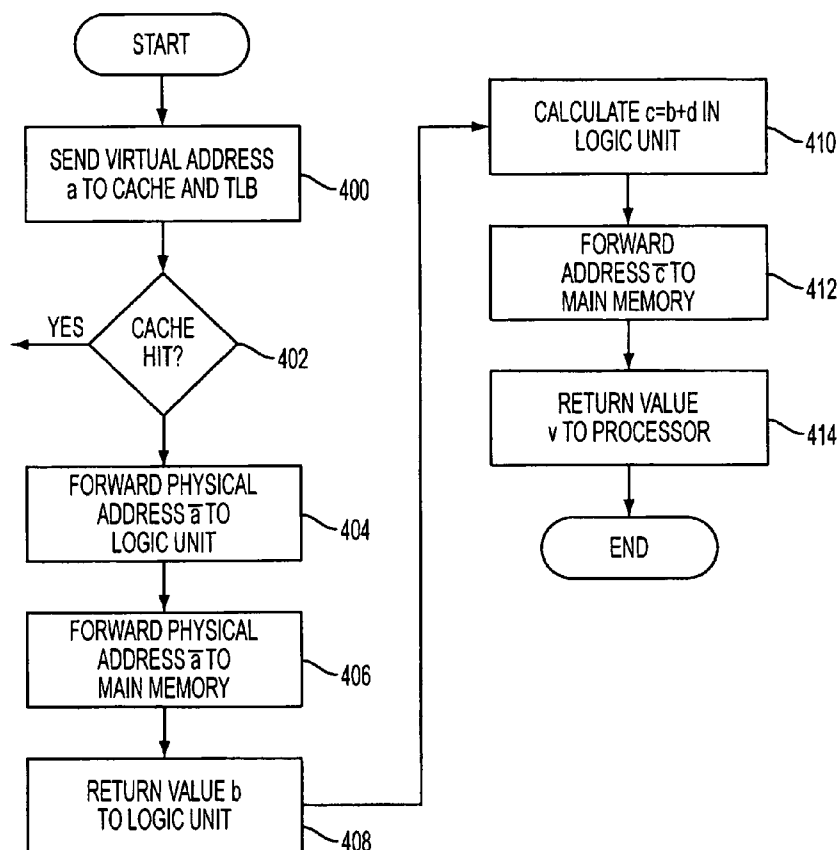 START
SEND VIRTUAL ADDRESS
a TO CACHE AND TLB
400
YES
CACHE
HIT?
402
FORWARD PHYSICAL
ADDRESS a̅ TO
LOGIC UNIT
404
FORWARD PHYSICAL
ADDRESS a̅ TO
MAIN MEMORY
406
RETURN VALUE b
TO LOGIC UNIT
408
CALCULATE c=b+d IN
LOGIC UNIT
410
FORWARD
ADDRESS c̅ TO
MAIN MEMORY
412
RETURN VALUE
v TO PROCESSOR
414
END